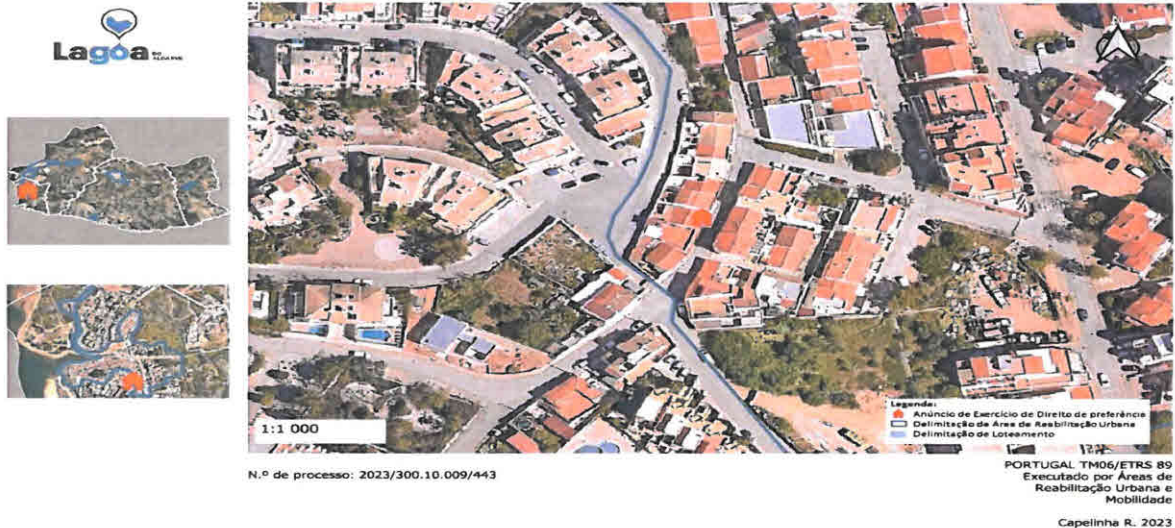 Lagoa DO ALGARVE
N
1:1 000
Legenda:
Anúncio de Exercício de Direito de preferência
Delimitação de Área de Reabilitação Urbana
Delimitação de Loteamento
N.º de processo: 2023/300.10.009/443
PORTUGAL TM06/ETRS 89
Executado por Áreas de
Reabilitação Urbana e
Mobilidade
Capelinha R. 2023